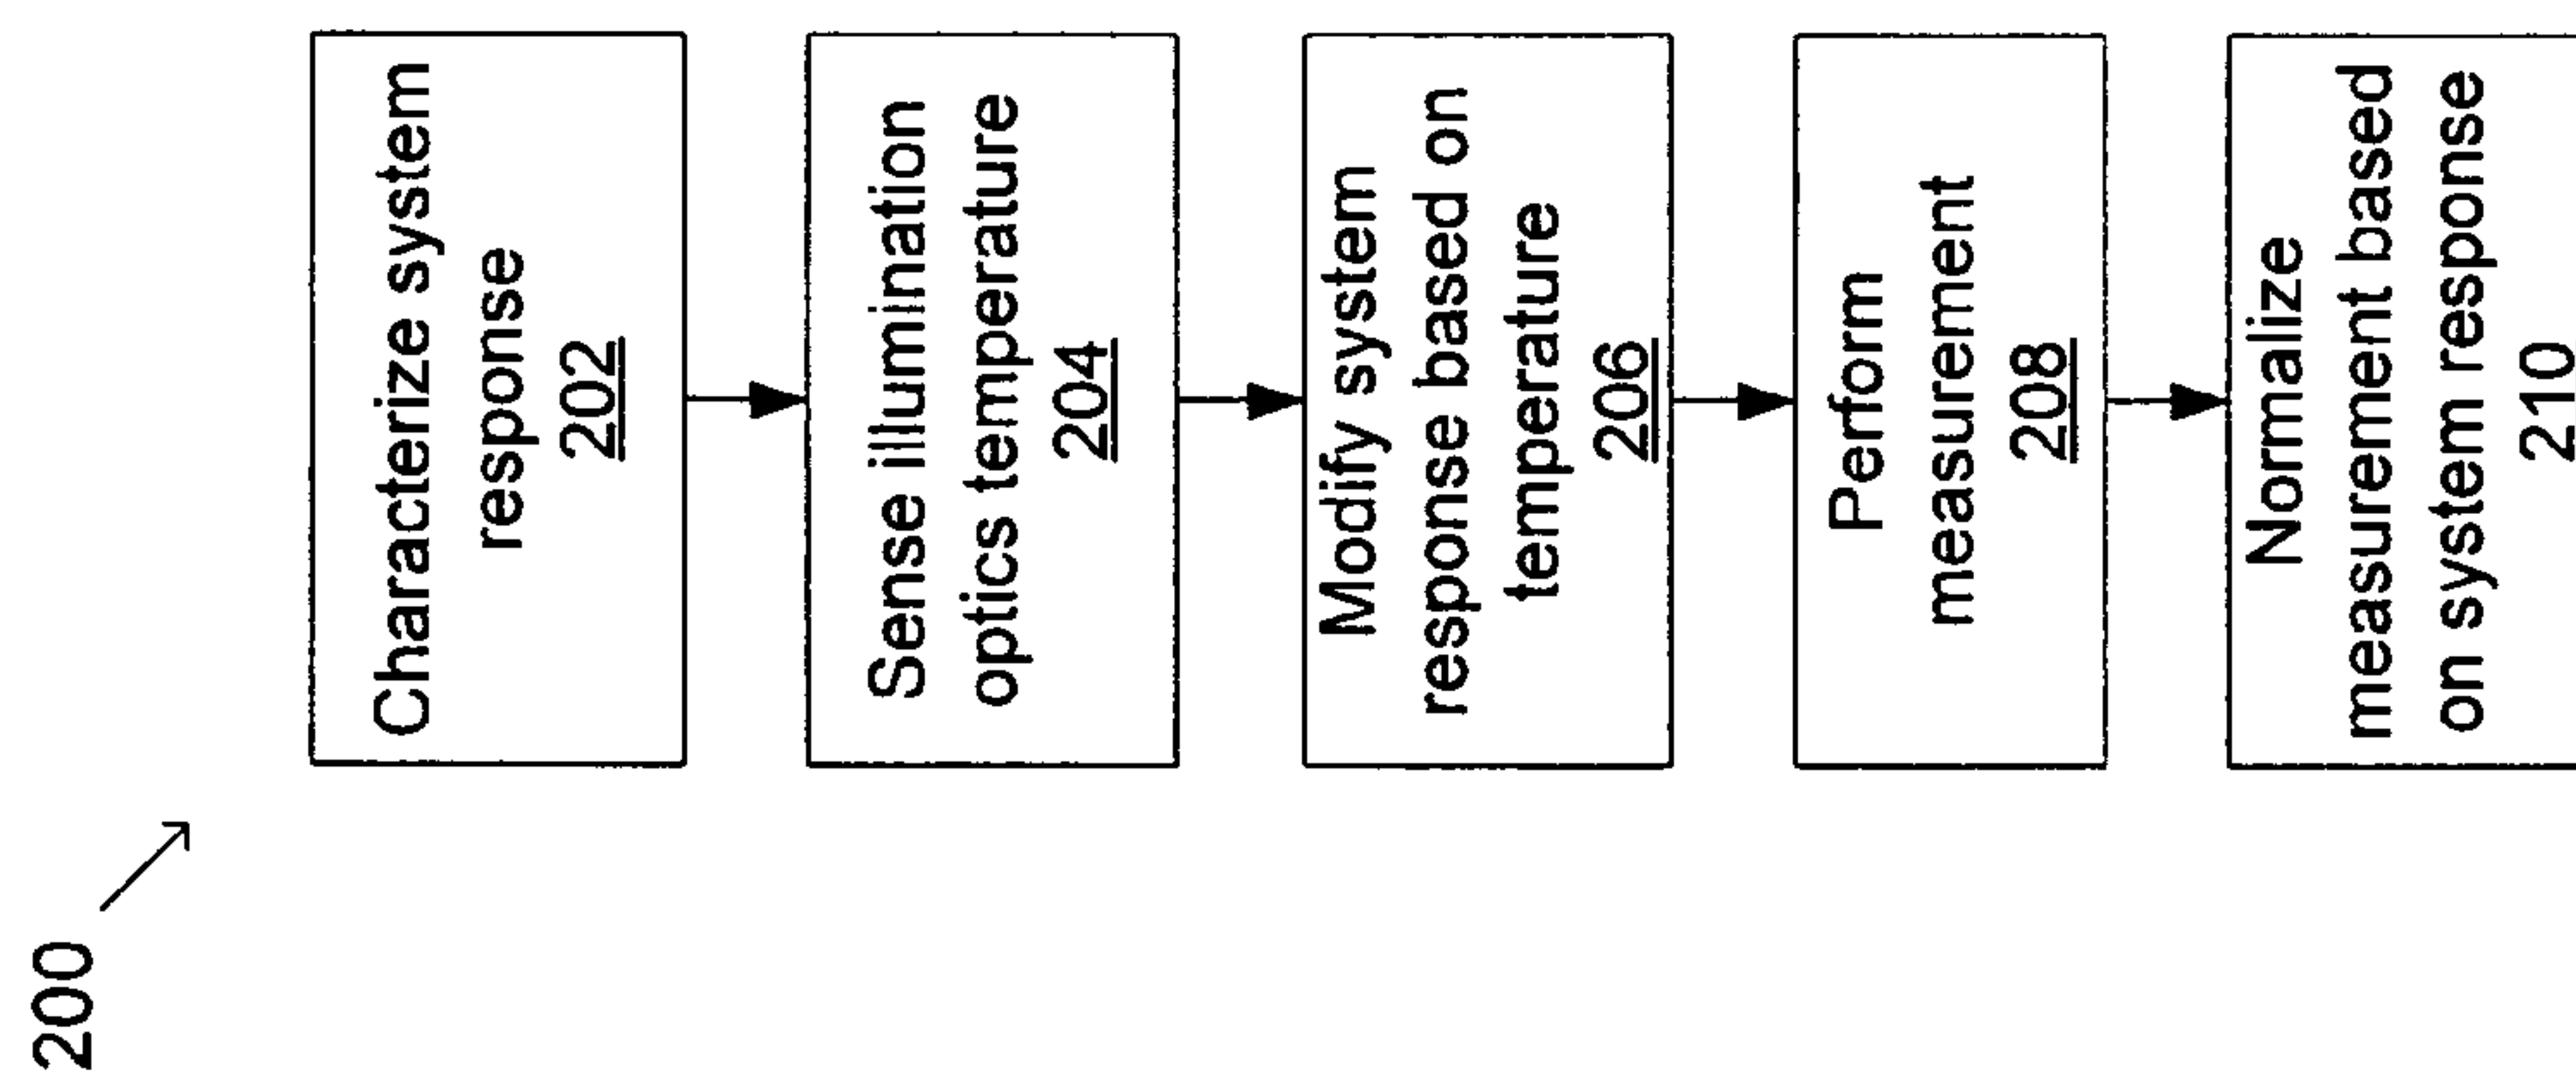 200
Characterize system
response
202
Sense illumination
optics temperature
204
Modify system
response based on
temperature
206
Perform
measurement
208
Normalize
measurement based
on system response
210